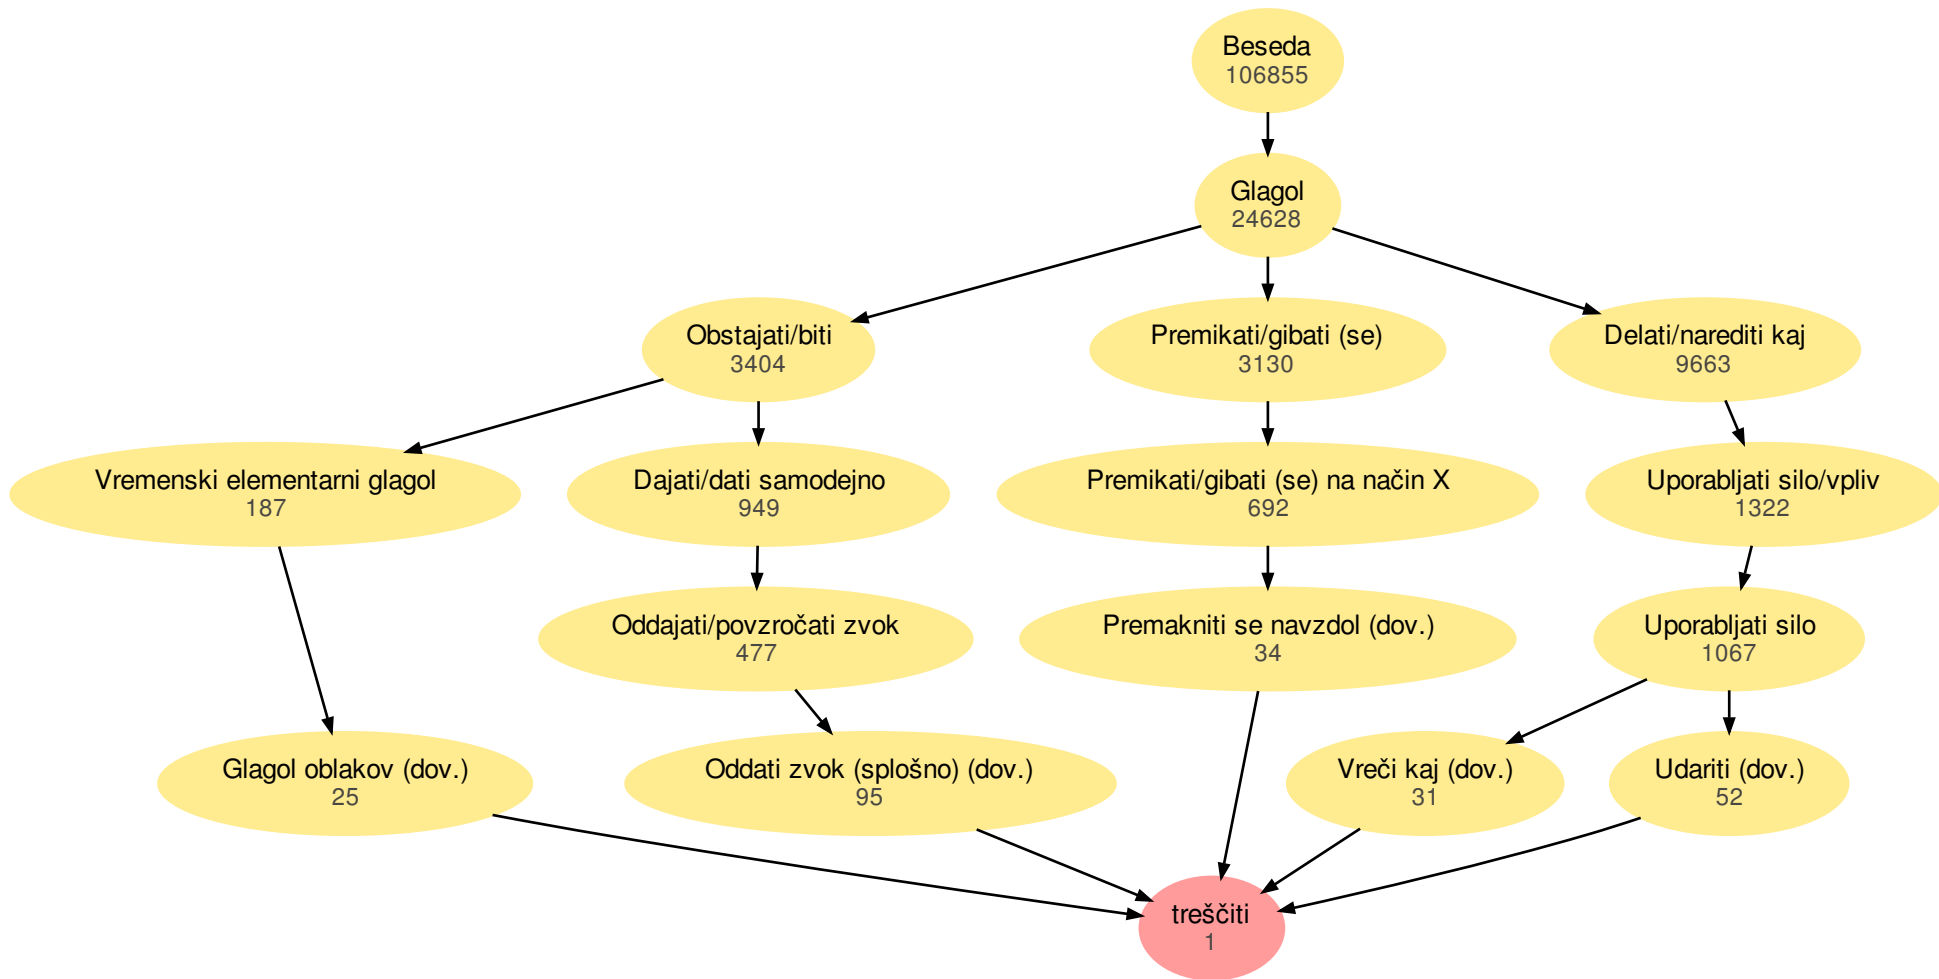 Beseda
106855
Glagol
24628
Obstajati/biti
3404
Premikati/gibati (se)
3130
Delati/narediti kaj
9663
Vremenski elementarni glagol
187
Dajati/dati samodejno
949
Premikati/gibati (se) na način X
692
Uporabljati silo/vpliv
1322
Oddajati/povzročati zvok
477
Premakniti se navzdol (dov.)
34
Uporabljati silo
1067
Glagol oblakov (dov.)
25
Oddati zvok (splošno) (dov.)
95
Vreči kaj (dov.)
31
Udariti (dov.)
52
treščiti
1